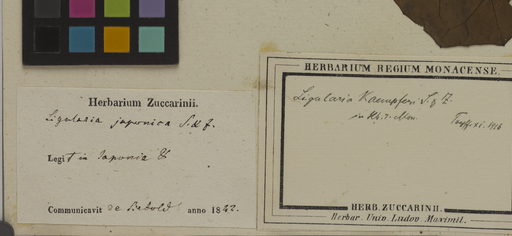 Herbarium Zuccarinii.
Ligularia japonica S. & Z.
Legit in Japonia
Communicavit de Siebold anno 1842.
HERBARIUM REGIUM MONACENSE.
Ligularia Kaempferi S. & Z.
HERB. ZUCCARINII.
Herbar. Univ. Ludov. Maximil.